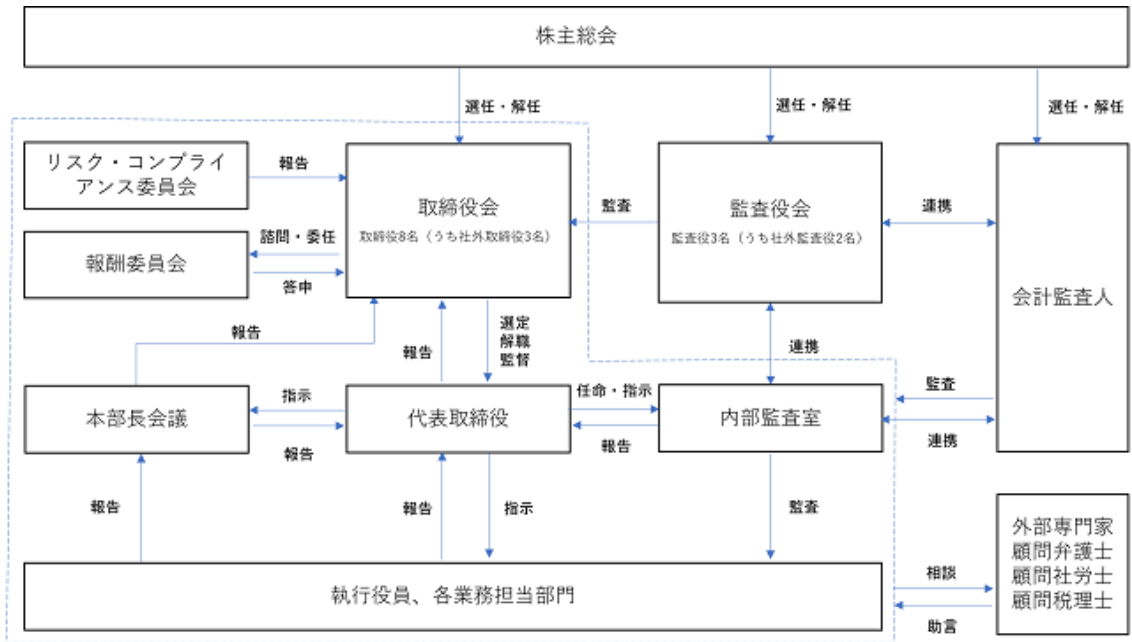 株主総会
選任・解任
選任・解任
選任・解任
リスク・コンプライ
アンス委員会
報告
取締役会
取締役8名（うち社外取締役3名）
監査
監査役会
監査役3名（うち社外監査役2名）
連携
会計監査人
諮問・委任
報酬委員会
答申
報告
報告
選定
解職
監督
連携
本部長会議
指示
報告
代表取締役
任命・指示
報告
内部監査室
監査
連携
報告
報告
指示
監査
執行役員、各業務担当部門
相談
助言
外部専門家
顧問弁護士
顧問社労士
顧問税理士